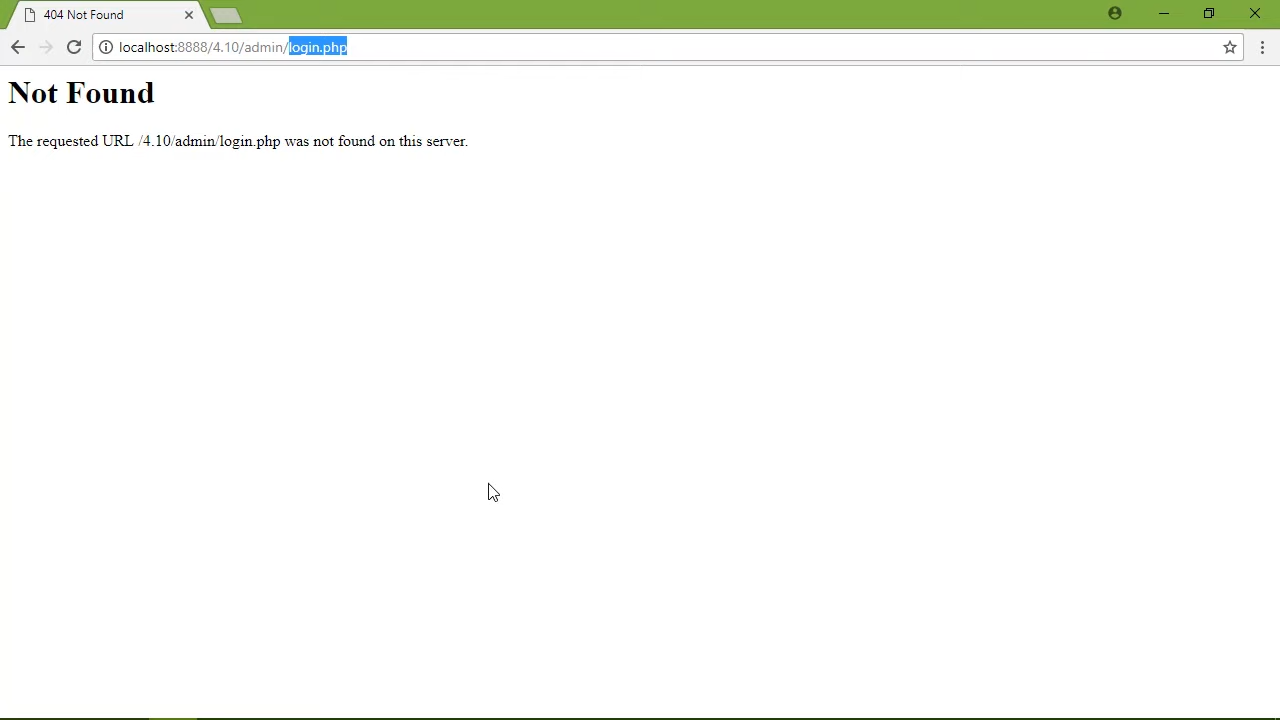 404 Not Found
localhost:8888/4.10/admin/login.php
Not Found
The requested URL /4.10/admin/login.php was not found on this server.